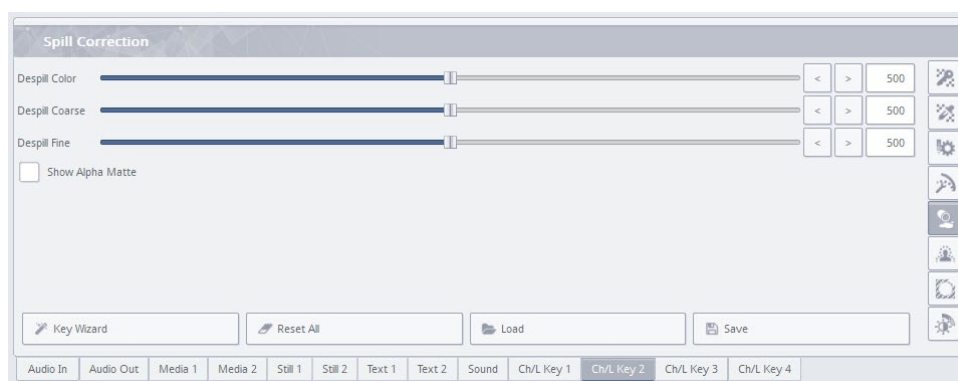 Spill Correction
Despill Color < > 500
Despill Coarse < > 500
Despill Fine < > 500
Show Alpha Matte
Key Wizard Reset All Load Save
Audio In Audio Out Media 1 Media 2 Still 1 Still 2 Text 1 Text 2 Sound Ch/L Key 1 Ch/L Key 2 Ch/L Key 3 Ch/L Key 4